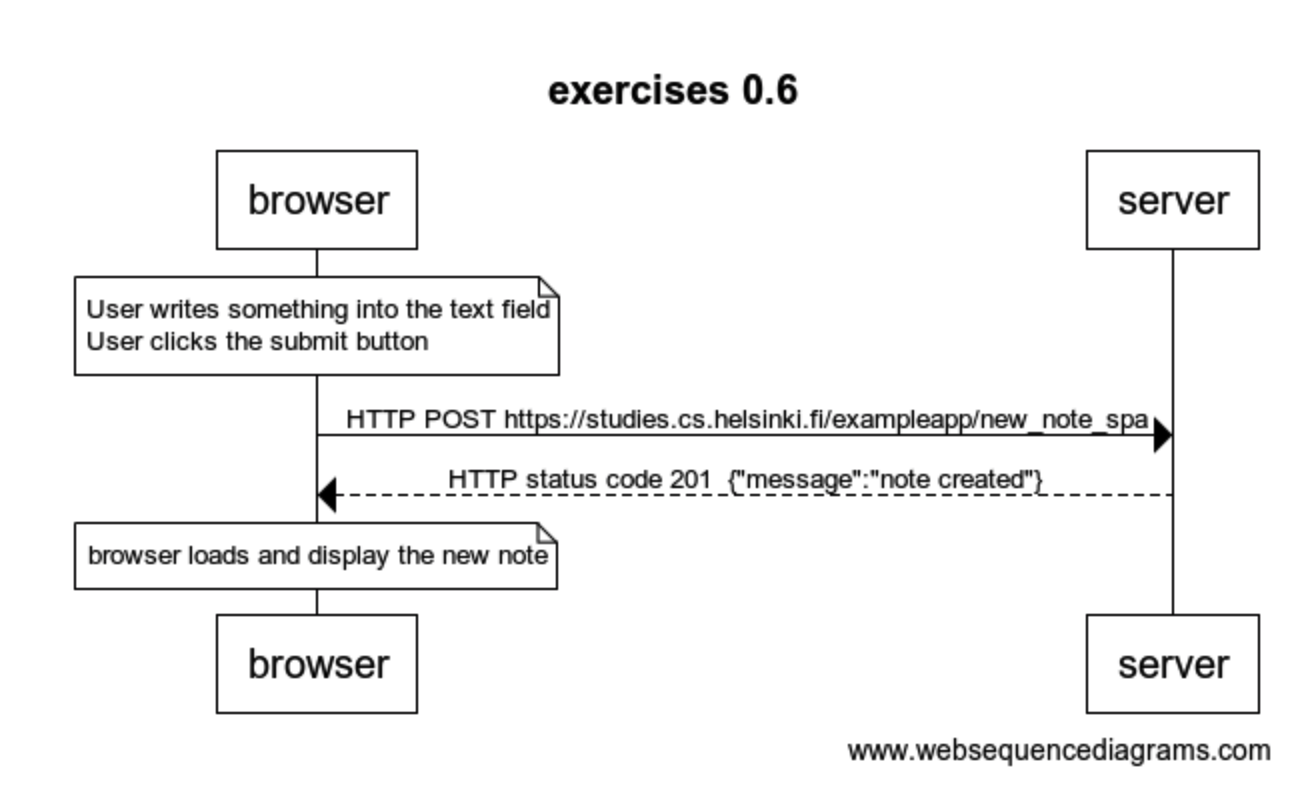 exercises 0.6
browser
server
User writes something into the text field
User clicks the submit button
HTTP POST https://studies.cs.helsinki.fi/exampleapp/new_note_spa
HTTP status code 201  {"message":"note created"}
browser loads and display the new note
browser
server
www.websequencediagrams.com